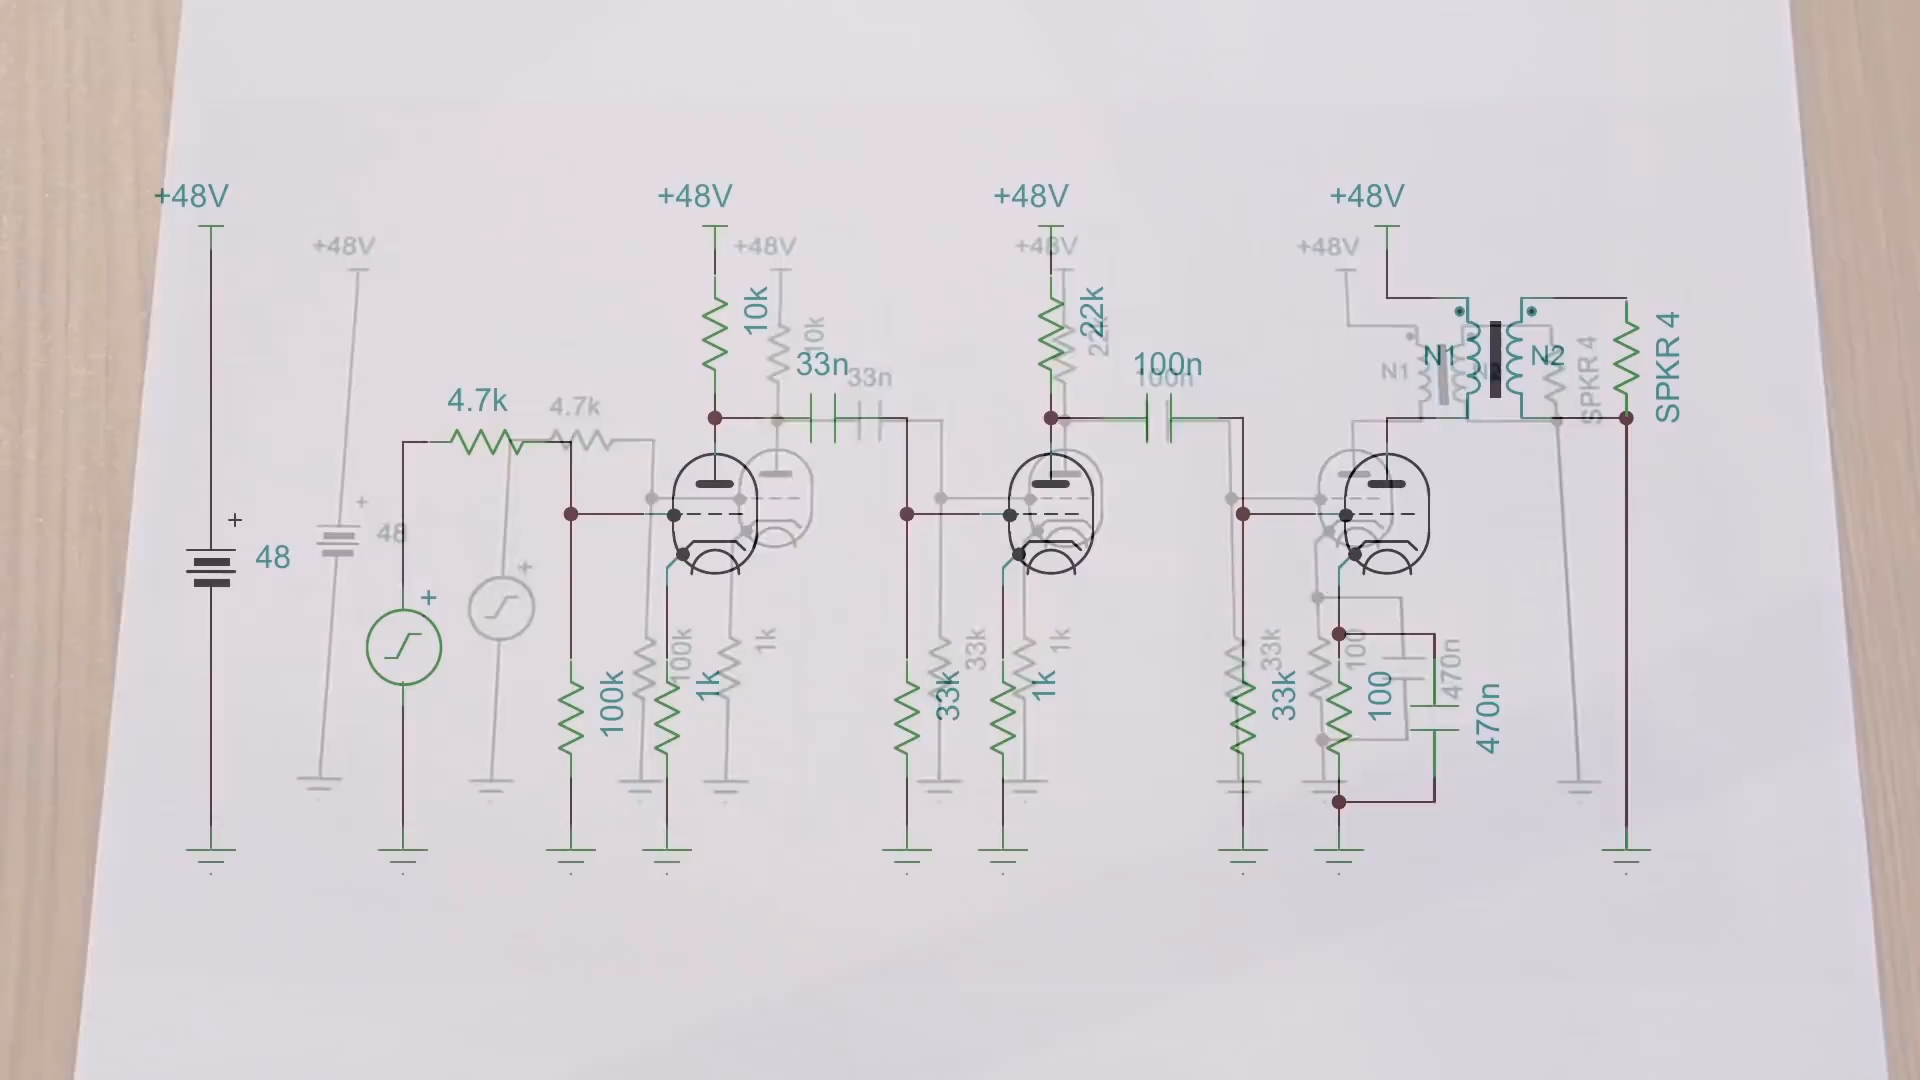 +48V
+48V
+48V
+48V
+48V
+48V
+48V
+48V
10k
22k
10k
22k
N1
N2
SPKR 4
N1
SPKR 4
33n
33n
100n
100n
4.7k
4.7k
+
48
+
48
+
+
100k
1k
33k
1k
33k
100
470n
100k
1k
33k
1k
33k
100
470n